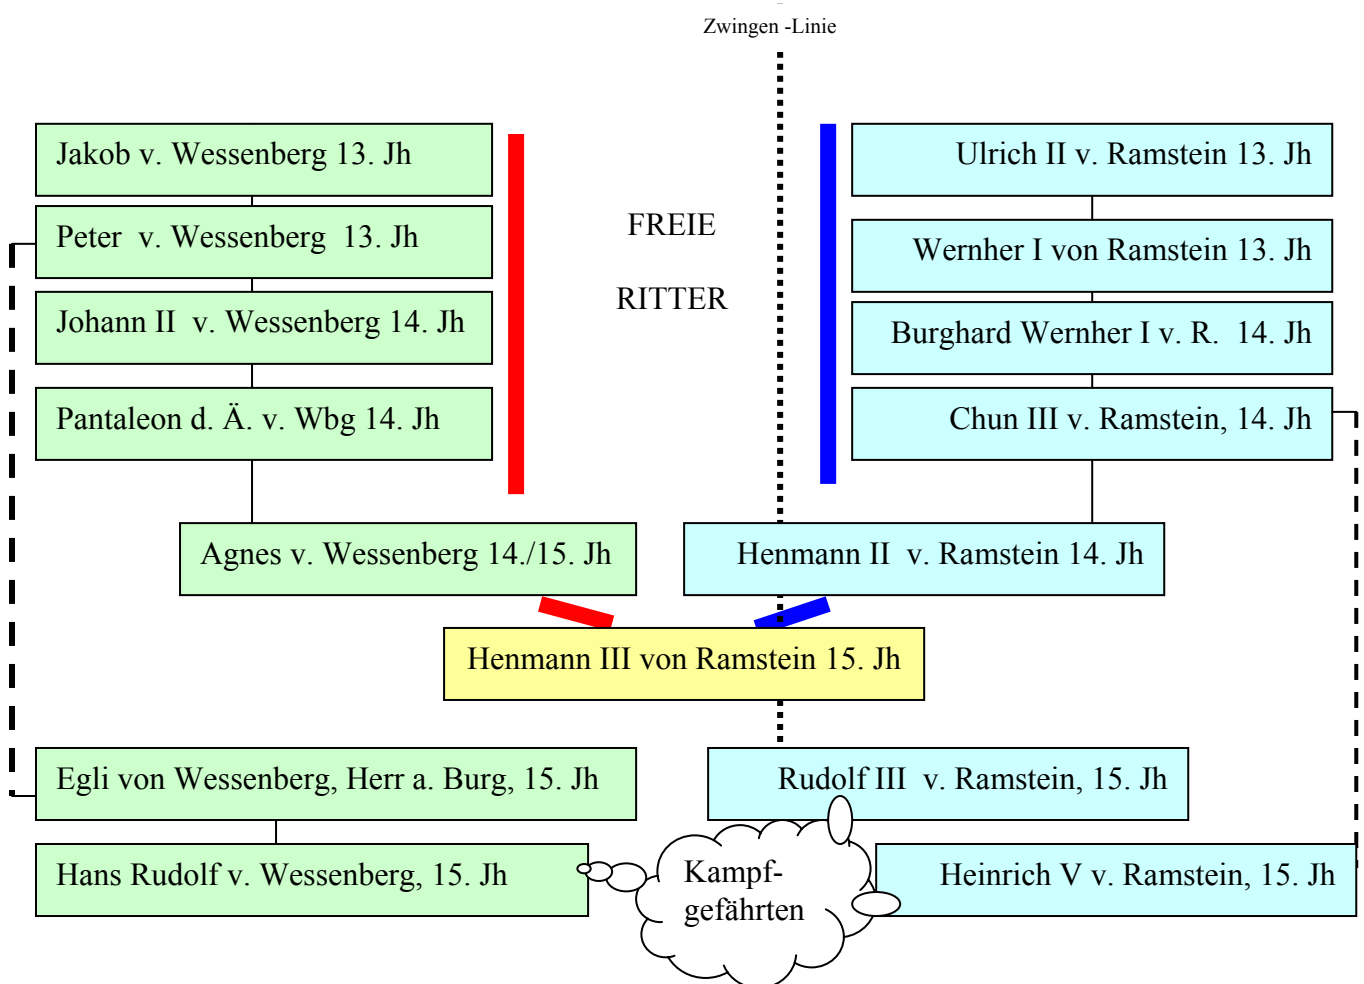 Zwingen -Linie
Jakob v. Wessenberg 13. Jh
Ulrich II v. Ramstein 13. Jh
Peter v. Wessenberg 13. Jh
FREIE
RITTER
Wernher I von Ramstein 13. Jh
Johann II v. Wessenberg 14. Jh
Burghard Wernher I v. R. 14. Jh
Pantaleon d. Ä. v. Wbg 14. Jh
Chun III v. Ramstein, 14. Jh
Agnes v. Wessenberg 14./15. Jh
Henmann II v. Ramstein 14. Jh
Henmann III von Ramstein 15. Jh
Egli von Wessenberg, Herr a. Burg, 15. Jh
Rudolf III v. Ramstein, 15. Jh
Hans Rudolf v. Wessenberg, 15. Jh
Kampf-
gefährten
Heinrich V v. Ramstein, 15. Jh